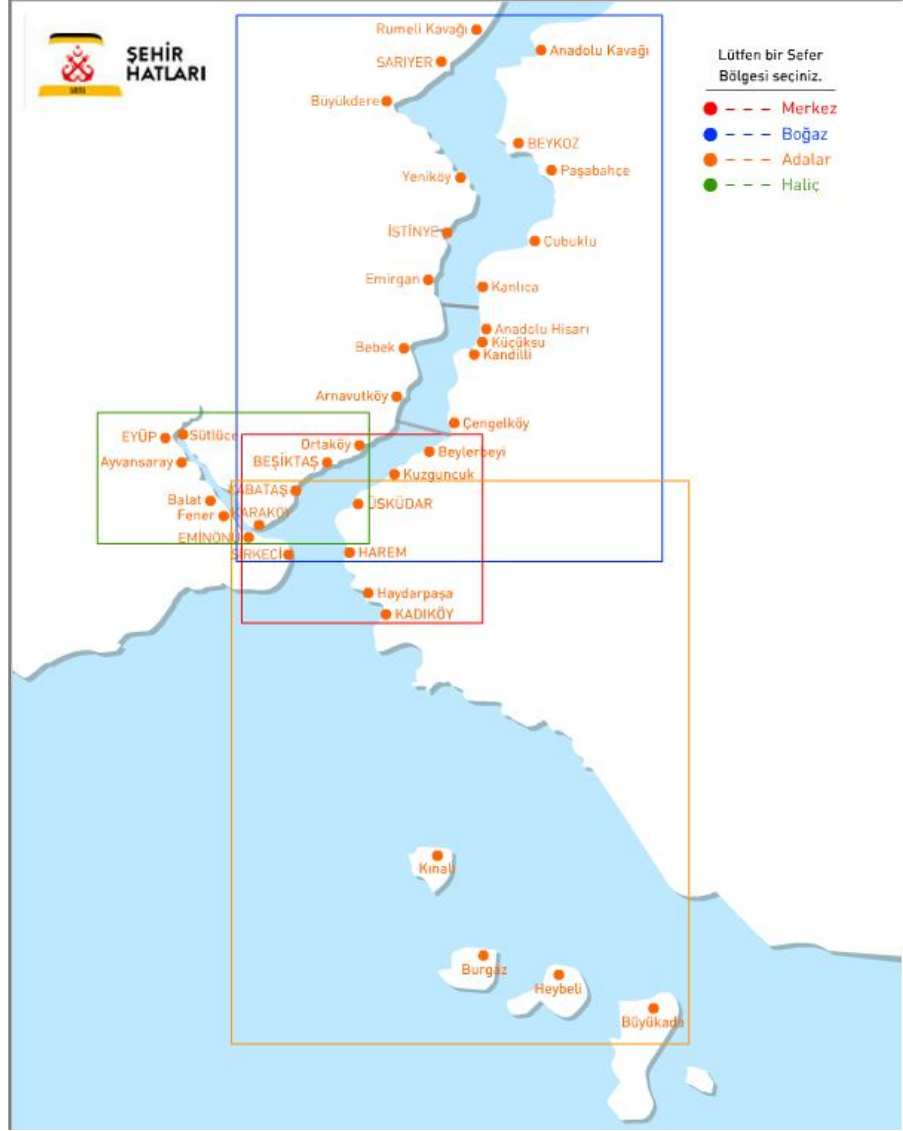 ŞEHİR
HATLARI
Lütfen bir Sefer
Bölgesi seçiniz.
Merkez
Boğaz
Adalar
Haliç
Rumeli Kavağı
Anadolu Kavağı
SARIYER
Büyükdere
BEYKOZ
Paşabahçe
Yeniköy
İSTİNYE
Çubuklu
Emirgan
Kanlıca
Anadolu Hisarı
Küçüksu
Bebek
Kandilli
Arnavutköy
Çengelköy
EYÜP
Sütlüce
Ortaköy
Beylerbeyi
Ayvansaray
BEŞİKTAŞ
Kuzguncuk
KABATAŞ
Balat
ÜSKÜDAR
Fener
KARAKÖY
EMİNÖNÜ
SİRKECİ
HAREM
Haydarpaşa
KADIKÖY
Kınalı
Burgaz
Heybeli
Büyükada